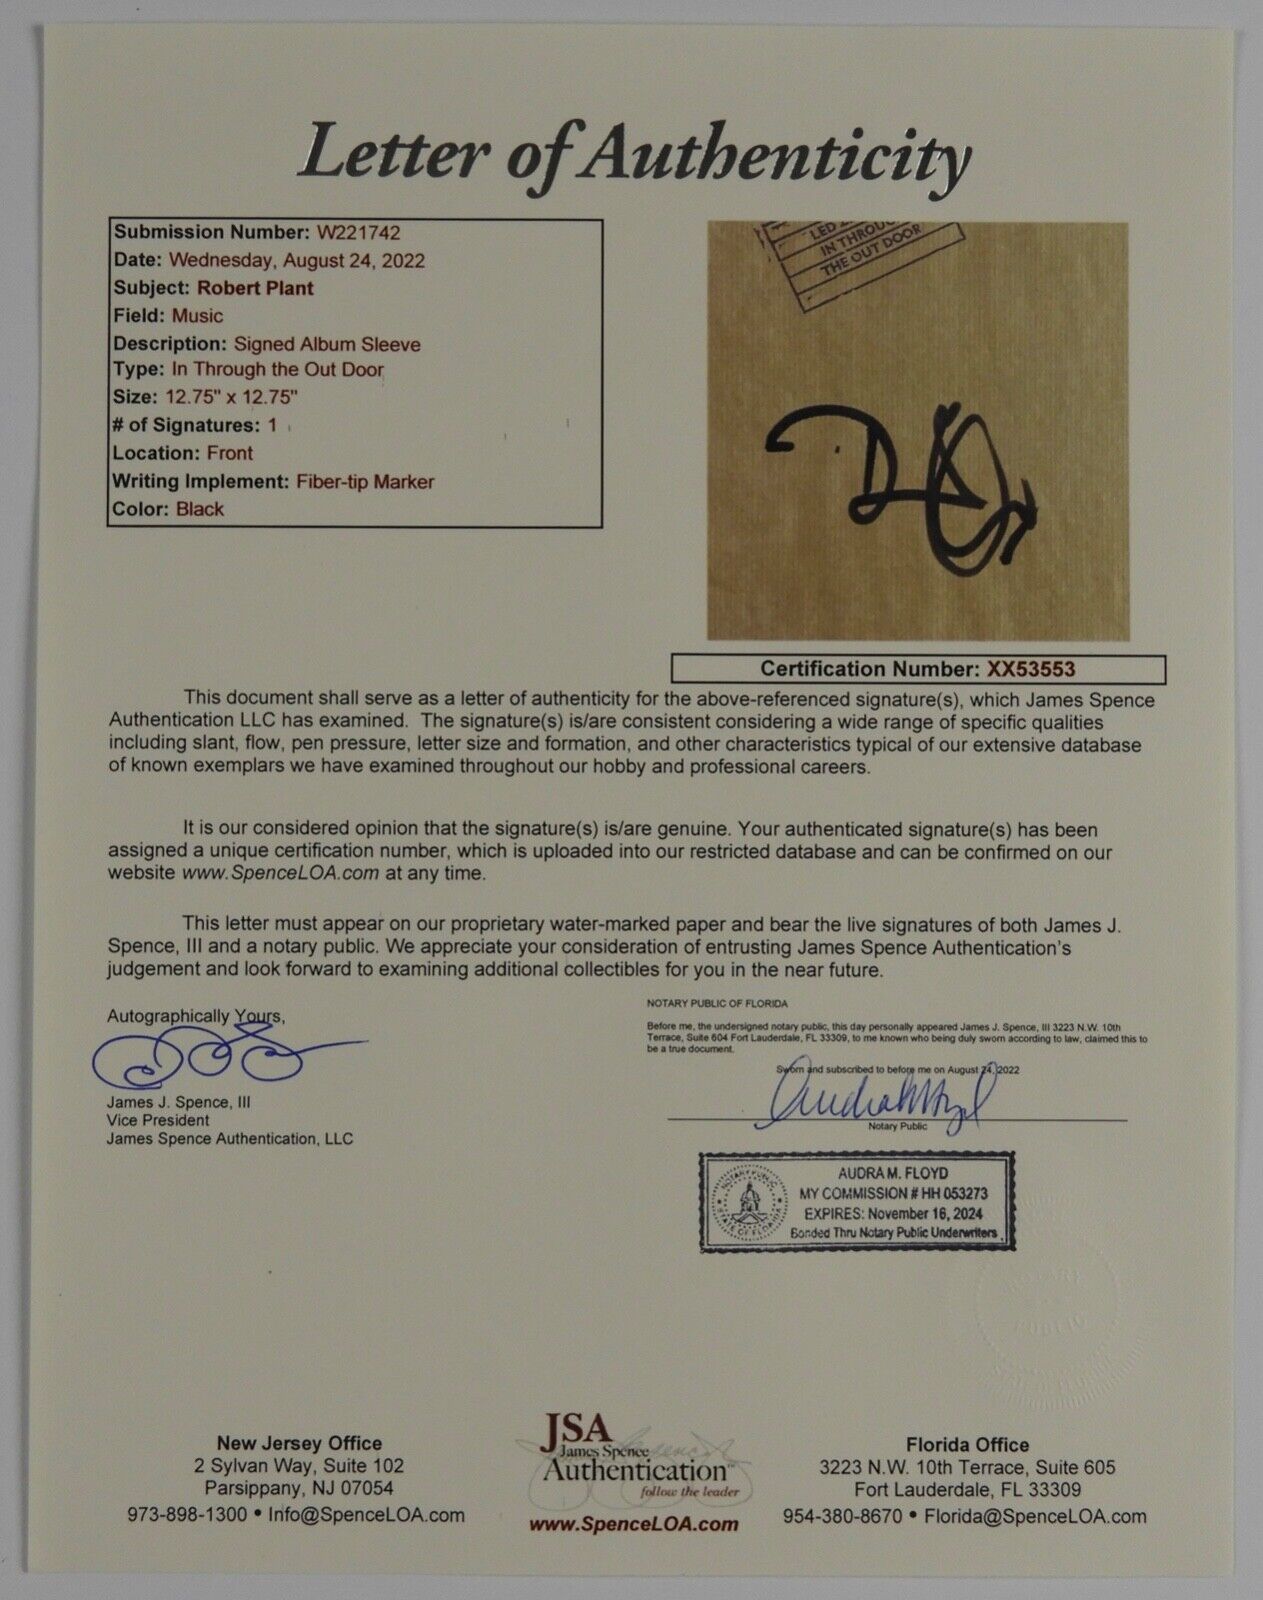 Letter of Authenticity
Submission Number: W221742
Date: Wednesday, August 24, 2022
Subject: Robert Plant
Field: Music
Description: Signed Album Sleeve
Type: In Through the Out Door
Size: 12.75" x 12.75"
# of Signatures: 1
Location: Front
Writing Implement: Fiber-tip Marker
Color: Black
LED
IN THROUG
THE OUT DOOR
Certification Number: XX53553
This document shall serve as a letter of authenticity for the above-referenced signature(s), which James Spence
Authentication LLC has examined. The signature(s) is/are consistent considering a wide range of specific qualities
including slant, flow, pen pressure, letter size and formation, and other characteristics typical of our extensive database
of known exemplars we have examined throughout our hobby and professional careers.
It is our considered opinion that the signature(s) is/are genuine. Your authenticated signature(s) has been
assigned a unique certification number, which is uploaded into our restricted database and can be confirmed on our
website www.SpenceLOA.com at any time.
This letter must appear on our proprietary water-marked paper and bear the live signatures of both James J.
Spence, III and a notary public. We appreciate your consideration of entrusting James Spence Authentication's
judgement and look forward to examining additional collectibles for you in the near future.
Autographically Yours,
James J. Spence, III
Vice President
James Spence Authentication, LLC
NOTARY PUBLIC OF FLORIDA
Before me, the undersigned notary public, this day personally appeared James J. Spence, III 3223 N.W. 10th
Terrace, Suite 604 Fort Lauderdale, FL 33309, to me known who being duly sworn according to law, claimed this to
be a true document.
Sworn and subscribed to before me on August 24, 2022
Notary Public
NOTARY PUBLIC
STATE OF FLORIDA
AUDRA M. FLOYD
MY COMMISSION # HH 053273
EXPIRES: November 16, 2024
Bonded Thru Notary Public Underwriters
New Jersey Office
2 Sylvan Way, Suite 102
Parsippany, NJ 07054
973-898-1300 • Info@SpenceLOA.com
JSA
James Spence
Authentication™
follow the leader
www.SpenceLOA.com
Florida Office
3223 N.W. 10th Terrace, Suite 605
Fort Lauderdale, FL 33309
954-380-8670 • Florida@SpenceLOA.com